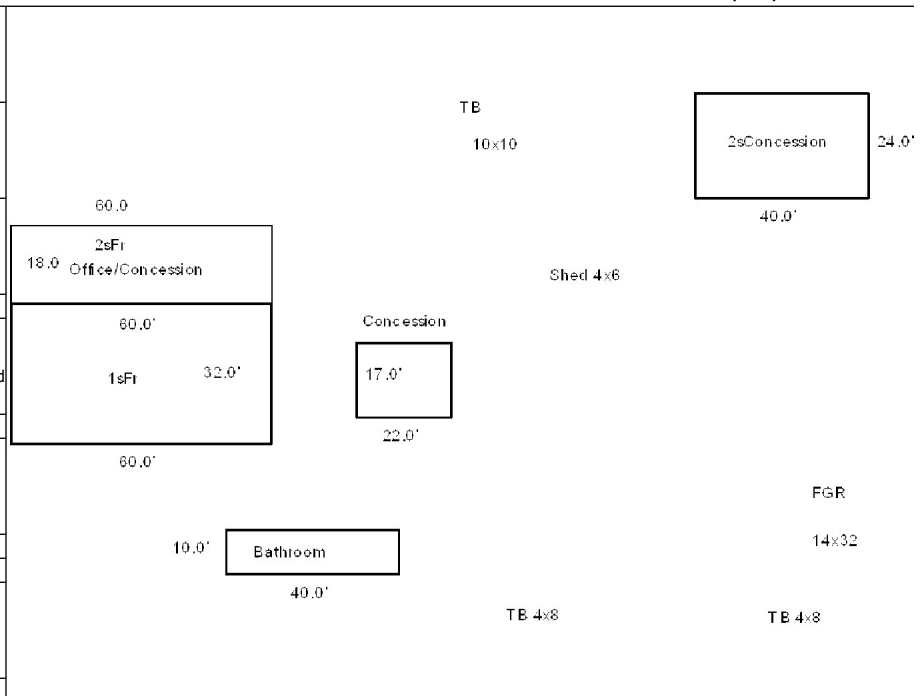 TB
10x10
2sConcession
24.0'
40.0'
60.0
2sFr
18.0
Office/Concession
Shed 4x6
60.0'
1sFr
32.0'
Concession
17.0'
22.0'
60.0'
FGR
14x32
10.0'
Bathroom
40.0'
TB 4x8
TB 4x8